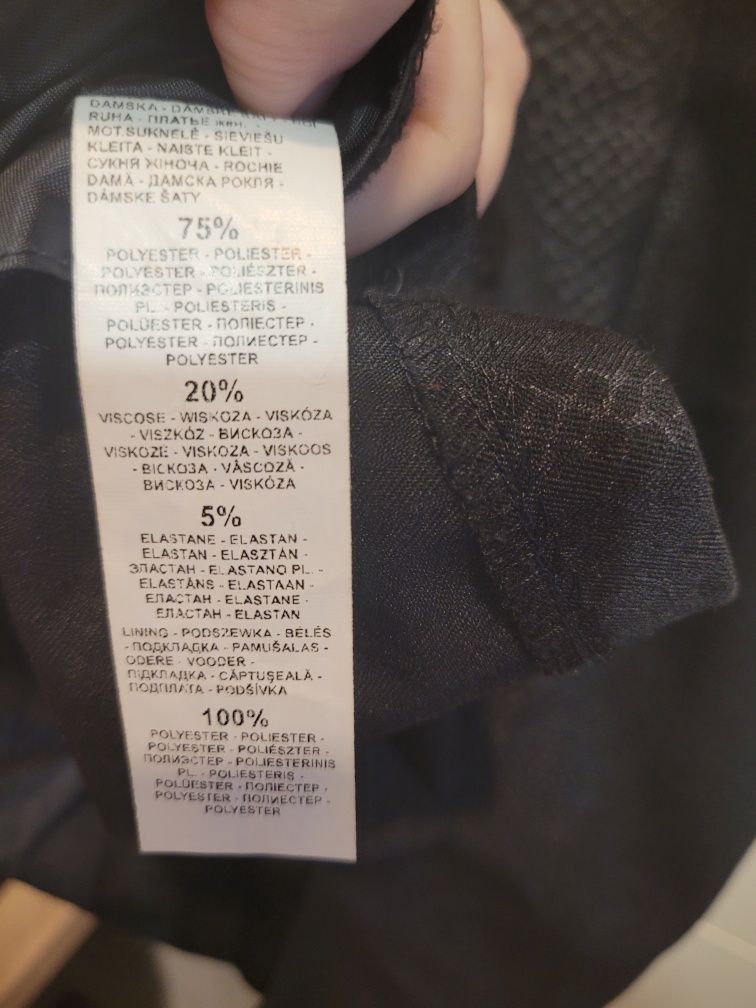 DAMSKA - DÁMSKE
RUHA - ПЛАТЬЕ жен.
MOT.SUKNELĖ - SIEVIEŠU
KLEITA - NAISTE KLEIT -
СУКНЯ ЖІНОЧА - ROCHIE
DAMĂ - ДАМСКА РОКЛЯ -
DÁMSKE ŠATY
75%
POLYESTER - POLIESTER -
POLYESTER - POLIÉSZTER -
ПОЛИЭСТЕР - POLIESTERINIS
PL. - POLIESTERIS -
POLÜESTER - ПОЛІЕСТЕР -
POLYESTER - ПОЛИЕСТЕР -
POLYESTER
20%
VISCOSE - WISKOZA - VISKÓZA
- VISZKÓZ - ВИСКОЗА -
VISKOZE - VISKOZA - VISKOOS
- ВІСКОЗА - VÂSCOZĂ -
ВИСКОЗА - VISKÓZA
5%
ELASTANE - ELASTAN -
ELASTAN - ELASZTÁN -
ЭЛАСТАН - ELASTANO PL. -
ELASTĀNS - ELASTAAN -
ЕЛАСТАН - ELASTANE -
ЕЛАСТАН - ELASTAN
LINING - PODSZEWKA - BÉLÉS
- ПОДКЛАДКА - PAMUŠALAS -
ODERE - VOODER -
ПІДКЛАДКА - CĂPTUȘEALĂ -
ПОДПЛАТА - PODŠÍVKA
100%
POLYESTER - POLIESTER -
POLYESTER - POLIÉSZTER -
ПОЛИЭСТЕР - POLIESTERINIS
PL. - POLIESTERIS -
POLÜESTER - ПОЛІЕСТЕР -
POLYESTER - ПОЛИЕСТЕР -
POLYESTER